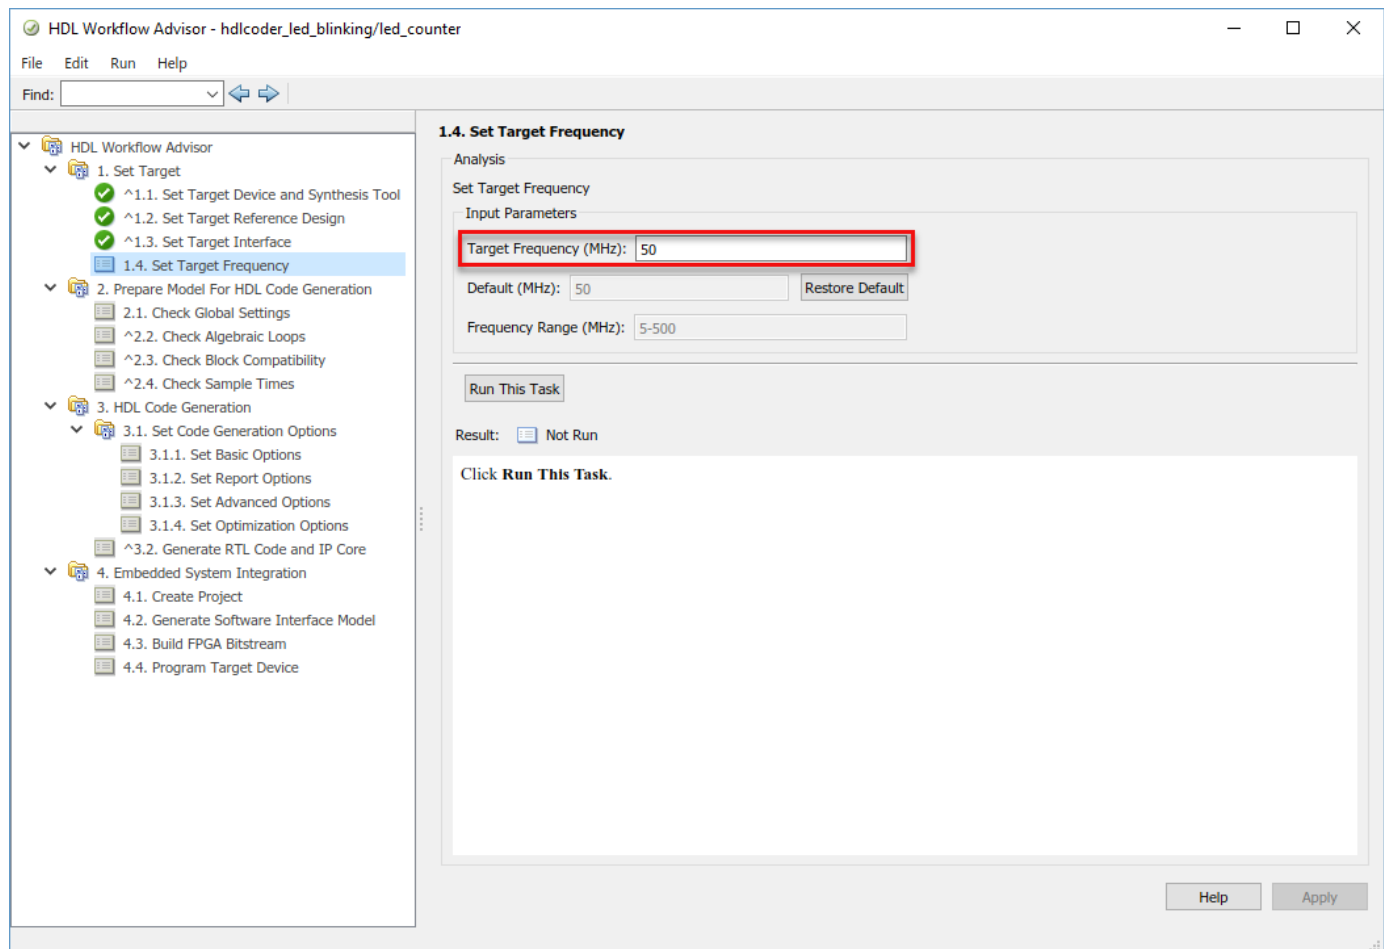 HDL Workflow Advisor - hdlcoder_led_blinking/led_counter
File Edit Run Help
Find:
HDL Workflow Advisor
1. Set Target
^1.1. Set Target Device and Synthesis Tool
^1.2. Set Target Reference Design
^1.3. Set Target Interface
1.4. Set Target Frequency
2. Prepare Model For HDL Code Generation
2.1. Check Global Settings
^2.2. Check Algebraic Loops
^2.3. Check Block Compatibility
^2.4. Check Sample Times
3. HDL Code Generation
3.1. Set Code Generation Options
3.1.1. Set Basic Options
3.1.2. Set Report Options
3.1.3. Set Advanced Options
3.1.4. Set Optimization Options
^3.2. Generate RTL Code and IP Core
4. Embedded System Integration
4.1. Create Project
4.2. Generate Software Interface Model
4.3. Build FPGA Bitstream
4.4. Program Target Device
1.4. Set Target Frequency
Analysis
Set Target Frequency
Input Parameters
Target Frequency (MHz): 50
Default (MHz): 50 Restore Default
Frequency Range (MHz): 5-500
Run This Task
Result: Not Run
Click Run This Task.
Help Apply